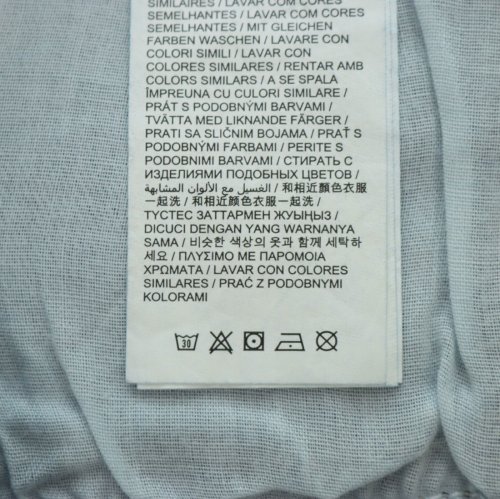 SIMILAIRES / LAVAR COM CORES
SEMELHANTES / LAVAR COM CORES
SEMELHANTES / MIT GLEICHEN
FARBEN WASCHEN / LAVARE CON
COLORI SIMILI / LAVAR CON
COLORES SIMILARES / RENTAR AMB
COLORS SIMILARS / A SE SPALA
ÎMPREUNA CU CULORI SIMILARE /
PRÁT S PODOBNÝMI BARVAMI /
TVÄTTA MED LIKNANDE FÄRGER /
PRATI SA SLIČNIM BOJAMA / PRAŤ S
PODOBNÝMI FARBAMI / PERITE S
PODOBNIMI BARVAMI / СТИРАТЬ С
ИЗДЕЛИЯМИ ПОДОБНЫХ ЦВЕТОВ
/ الغسيل مع الألوان المشابهة / 和相近颜色衣服
一起洗 / 和相近顏色衣服一起洗 /
ТҮСТЕС ЗАТТАРМЕН ЖУЫҢЫЗ /
DICUCI DENGAN YANG WARNANYA
SAMA / 비슷한 색상의 옷과 함께 세탁하
세요 / ΠΛΥΣΙΜΟ ΜΕ ΠΑΡΟΜΟΙΑ
ΧΡΩΜΑΤΑ / LAVAR CON COLORES
SIMILARES / PRAĆ Z PODOBNYMI
KOLORAMI
30